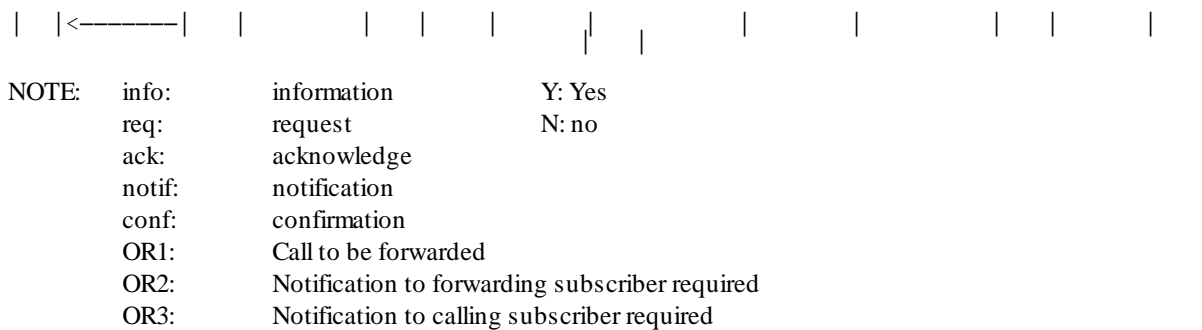 |   |<-------|   |   |   |   |   |   |   |   |   |   |
|   |
NOTE: info: information Y: Yes
req: request N: no
ack: acknowledge
notif: notification
conf: confirmation
OR1: Call to be forwarded
OR2: Notification to forwarding subscriber required
OR3: Notification to calling subscriber required